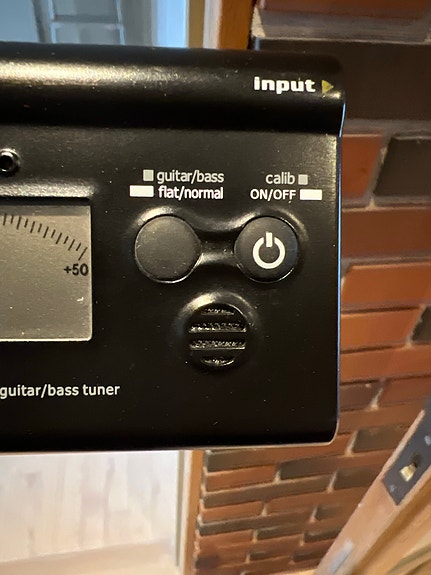 input
guitar/bass calib
flat/normal ON/OFF
+50
guitar/bass tuner